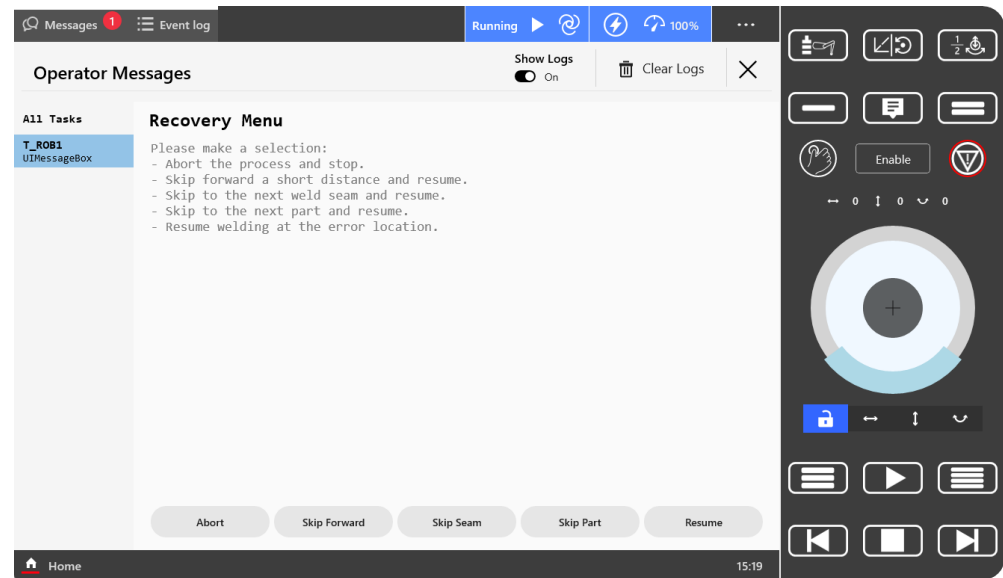 Messages 1 Event log Running 100% ...
Operator Messages Show Logs On Clear Logs
All Tasks
T_ROB1
UIMessageBox
Recovery Menu
Please make a selection:
- Abort the process and stop.
- Skip forward a short distance and resume.
- Skip to the next weld seam and resume.
- Skip to the next part and resume.
- Resume welding at the error location.
Abort Skip Forward Skip Seam Skip Part Resume
Home 15:19
1
2
Enable
0 0 0